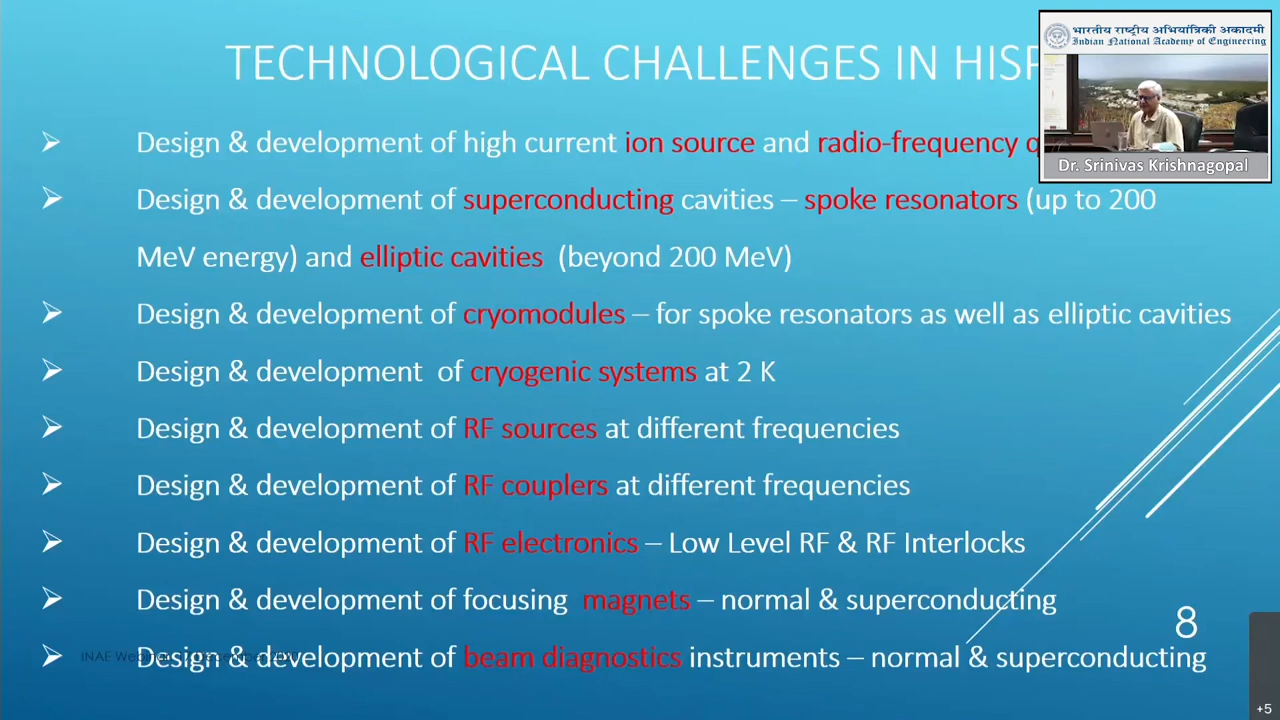 TECHNOLOGICAL CHALLENGES IN HISP
भारतीय राष्ट्रीय अभियांत्रिकी अकादमी
Indian National Academy of Engineering
Dr. Srinivas Krishnagopal
➢ Design & development of high current ion source and radio-frequency q
➢ Design & development of superconducting cavities – spoke resonators (up to 200
MeV energy) and elliptic cavities (beyond 200 MeV)
➢ Design & development of cryomodules – for spoke resonators as well as elliptic cavities
➢ Design & development of cryogenic systems at 2 K
➢ Design & development of RF sources at different frequencies
➢ Design & development of RF couplers at different frequencies
➢ Design & development of RF electronics – Low Level RF & RF Interlocks
➢ Design & development of focusing magnets – normal & superconducting
➢ Design & development of beam diagnostics instruments – normal & superconducting
INAE
8
+5